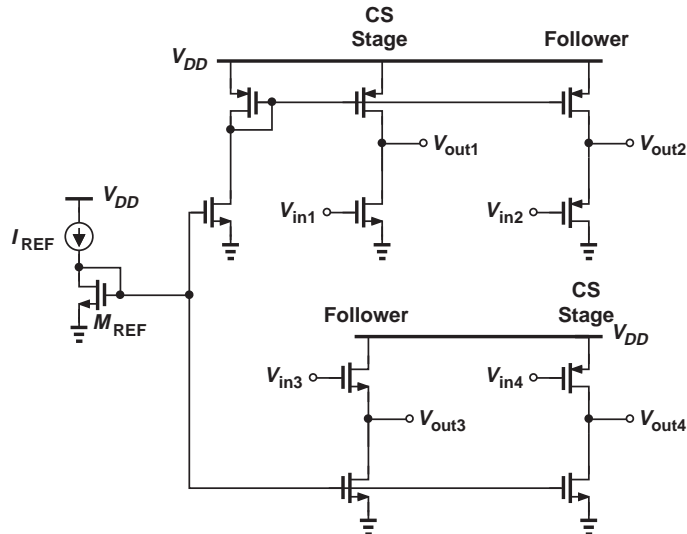 CS
Stage
Follower
V_DD
V_out1
V_out2
V_in1
V_in2
V_DD
I_REF
M_REF
Follower
CS
Stage
V_DD
V_in3
V_in4
V_out3
V_out4